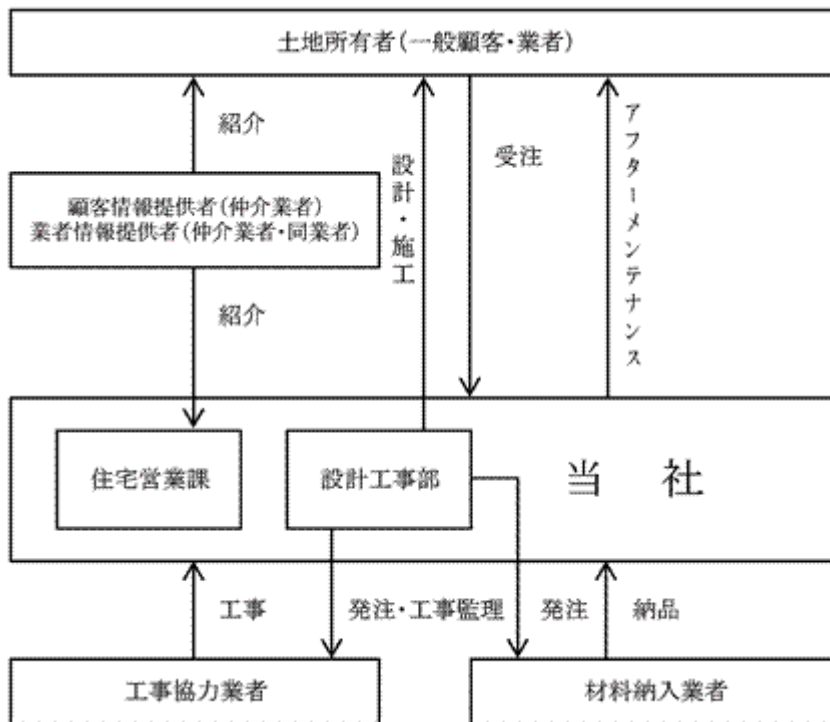 土地所有者(一般顧客・業者)
紹介
設計・施工
受注
アフターメンテナンス
顧客情報提供者(仲介業者)
業者情報提供者(仲介業者・同業者)
紹介
住宅営業課
設計工事部
当 社
工事
発注・工事監理
発注
納品
工事協力業者
材料納入業者